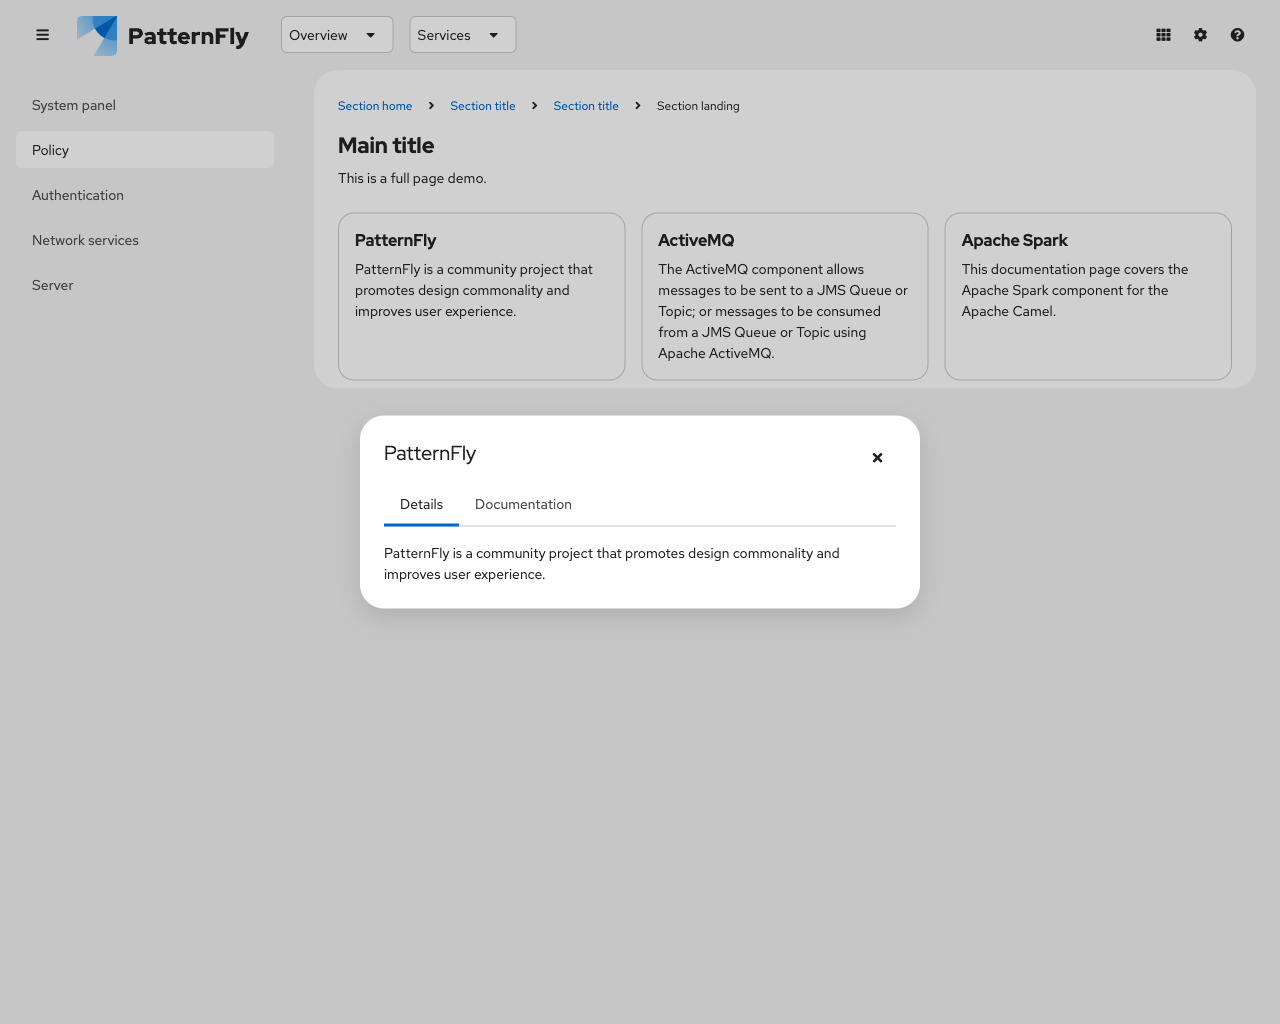 PatternFly
Overview
Services
System panel
Policy
Authentication
Network services
Server
Section home
Section title
Section title
Section landing
Main title
This is a full page demo.
PatternFly
PatternFly is a community project that
promotes design commonality and
improves user experience.
ActiveMQ
The ActiveMQ component allows
messages to be sent to a JMS Queue or
Topic; or messages to be consumed
from a JMS Queue or Topic using
Apache ActiveMQ.
Apache Spark
This documentation page covers the
Apache Spark component for the
Apache Camel.
PatternFly
Details
Documentation
PatternFly is a community project that promotes design commonality and
improves user experience.